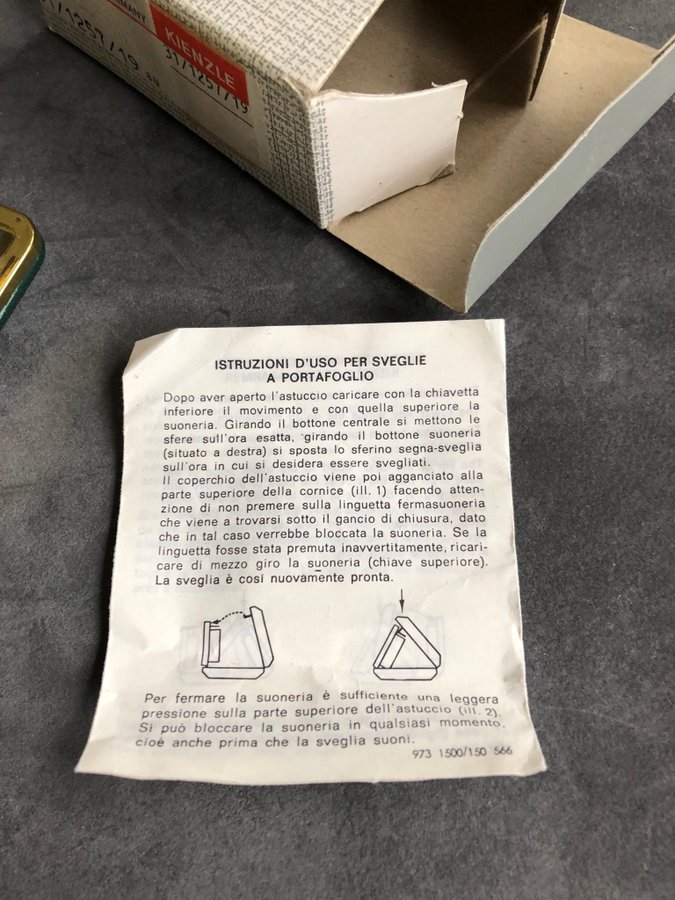 GERMANY
KIENZLE
31/1257/19
1/1257/19
ISTRUZIONI D'USO PER SVEGLIE
A PORTAFOGLIO
Dopo aver aperto l'astuccio caricare con la chiavetta
inferiore il movimento e con quella superiore la
suoneria. Girando il bottone centrale si mettono le
sfere sull'ora esatta, girando il bottone suoneria
(situato a destra) si sposta lo sferino segna-sveglia
sull'ora in cui si desidera essere svegliati.
Il coperchio dell'astuccio viene poi agganciato alla
parte superiore della cornice (ill. 1) facendo atten-
zione di non premere sulla linguetta fermasuoneria
che viene a trovarsi sotto il gancio di chiusura, dato
che in tal caso verrebbe bloccata la suoneria. Se la
linguetta fosse stata premuta inavvertitamente, ricari-
care di mezzo giro la suoneria (chiave superiore).
La sveglia è così nuovamente pronta.
Per fermare la suoneria è sufficiente una leggera
pressione sulla parte superiore dell'astuccio (ill. 2).
Si può bloccare la suoneria in qualsiasi momento,
cioè anche prima che la sveglia suoni.
973 1500/150 566